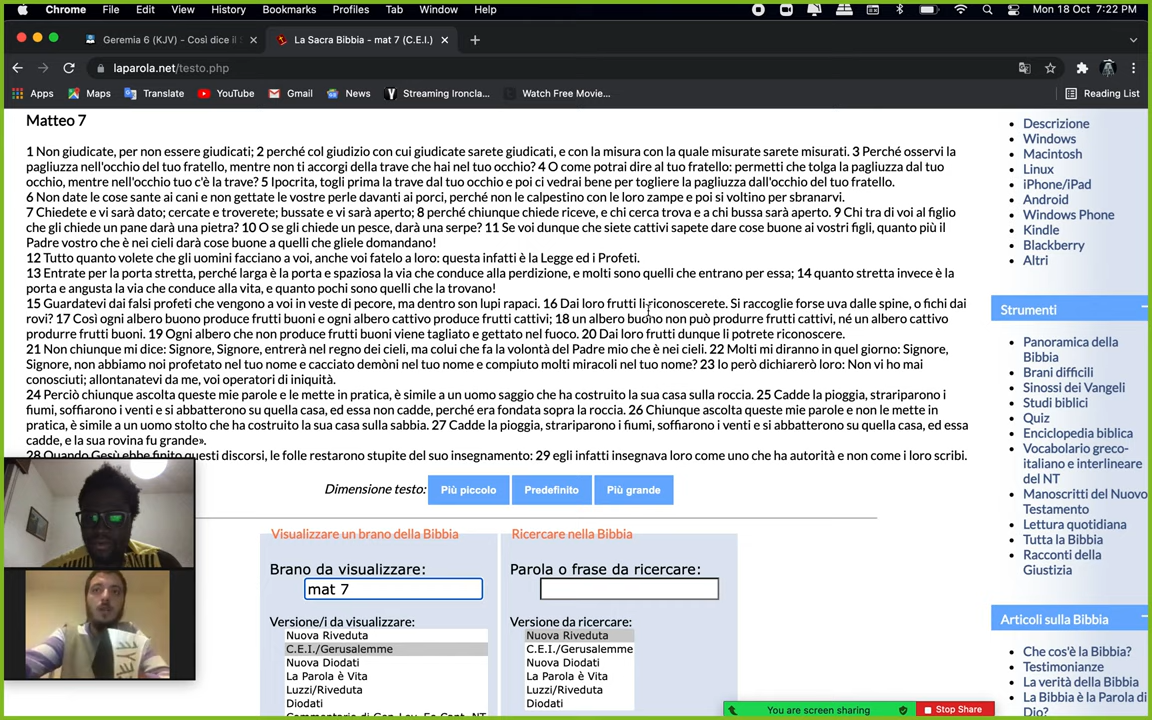 Chrome File Edit View History Bookmarks Profiles Tab Window Help Mon 18 Oct 7:22 PM
Geremia 6 (KJV) - Così dice il
La Sacra Bibbia - mat 7 (C.E.I.)
laparola.net/testo.php
Apps Maps Translate YouTube Gmail News Streaming Ironcla... Watch Free Movie... Reading List
Matteo 7
1 Non giudicate, per non essere giudicati; 2 perché col giudizio con cui giudicate sarete giudicati, e con la misura con la quale misurate sarete misurati. 3 Perché osservi la
pagliuzza nell'occhio del tuo fratello, mentre non ti accorgi della trave che hai nel tuo occhio? 4 O come potrai dire al tuo fratello: permetti che tolga la pagliuzza dal tuo
occhio, mentre nell'occhio tuo c'è la trave? 5 Ipocrita, togli prima la trave dal tuo occhio e poi ci vedrai bene per togliere la pagliuzza dall'occhio del tuo fratello.
6 Non date le cose sante ai cani e non gettate le vostre perle davanti ai porci, perché non le calpestino con le loro zampe e poi si voltino per sbranarvi.
7 Chiedete e vi sarà dato; cercate e troverete; bussate e vi sarà aperto; 8 perché chiunque chiede riceve, e chi cerca trova e a chi bussa sarà aperto. 9 Chi tra di voi al figlio
che gli chiede un pane darà una pietra? 10 O se gli chiede un pesce, darà una serpe? 11 Se voi dunque che siete cattivi sapete dare cose buone ai vostri figli, quanto più il
Padre vostro che è nei cieli darà cose buone a quelli che gliele domandano!
12 Tutto quanto volete che gli uomini facciano a voi, anche voi fatelo a loro: questa infatti è la Legge ed i Profeti.
13 Entrate per la porta stretta, perché larga è la porta e spaziosa la via che conduce alla perdizione, e molti sono quelli che entrano per essa; 14 quanto stretta invece è la
porta e angusta la via che conduce alla vita, e quanto pochi sono quelli che la trovano!
15 Guardatevi dai falsi profeti che vengono a voi in veste di pecore, ma dentro son lupi rapaci. 16 Dai loro frutti li riconoscerete. Si raccoglie forse uva dalle spine, o fichi dai
rovi? 17 Così ogni albero buono produce frutti buoni e ogni albero cattivo produce frutti cattivi; 18 un albero buono non può produrre frutti cattivi, né un albero cattivo
produrre frutti buoni. 19 Ogni albero che non produce frutti buoni viene tagliato e gettato nel fuoco. 20 Dai loro frutti dunque li potrete riconoscere.
21 Non chiunque mi dice: Signore, Signore, entrerà nel regno dei cieli, ma colui che fa la volontà del Padre mio che è nei cieli. 22 Molti mi diranno in quel giorno: Signore,
Signore, non abbiamo noi profetato nel tuo nome e cacciato demòni nel tuo nome e compiuto molti miracoli nel tuo nome? 23 Io però dichiarerò loro: Non vi ho mai
conosciuti; allontanatevi da me, voi operatori di iniquità.
24 Perciò chiunque ascolta queste mie parole e le mette in pratica, è simile a un uomo saggio che ha costruito la sua casa sulla roccia. 25 Cadde la pioggia, strariparono i
fiumi, soffiarono i venti e si abbatterono su quella casa, ed essa non cadde, perché era fondata sopra la roccia. 26 Chiunque ascolta queste mie parole e non le mette in
pratica, è simile a un uomo stolto che ha costruito la sua casa sulla sabbia. 27 Cadde la pioggia, strariparono i fiumi, soffiarono i venti e si abbatterono su quella casa, ed essa
cadde, e la sua rovina fu grande».
28 Quando Gesù ebbe finito questi discorsi, le folle restarono stupite del suo insegnamento: 29 egli infatti insegnava loro come uno che ha autorità e non come i loro scribi.
Dimensione testo: Più piccolo Predefinito Più grande
Visualizzare un brano della Bibbia
Brano da visualizzare:
mat 7
Versione/i da visualizzare:
Nuova Riveduta
C.E.I./Gerusalemme
Nuova Diodati
La Parola è Vita
Luzzi/Riveduta
Diodati
Ricercare nella Bibbia
Parola o frase da ricercare:
Versione da ricercare:
Nuova Riveduta
C.E.I./Gerusalemme
Nuova Diodati
La Parola è Vita
Luzzi/Riveduta
Diodati
Descrizione
Windows
Macintosh
Linux
iPhone/iPad
Android
Windows Phone
Kindle
Blackberry
Altri
Strumenti
Panoramica della
Bibbia
Brani difficili
Sinossi dei Vangeli
Studi biblici
Quiz
Enciclopedia biblica
Vocabolario greco-
italiano e interlineare
del NT
Manoscritti del Nuovo
Testamento
Lettura quotidiana
Tutta la Bibbia
Racconti della
Giustizia
Articoli sulla Bibbia
Che cos'è la Bibbia?
Testimonianze
La verità della Bibbia
La Bibbia è la Parola di
Dio?
You are screen sharing Stop Share